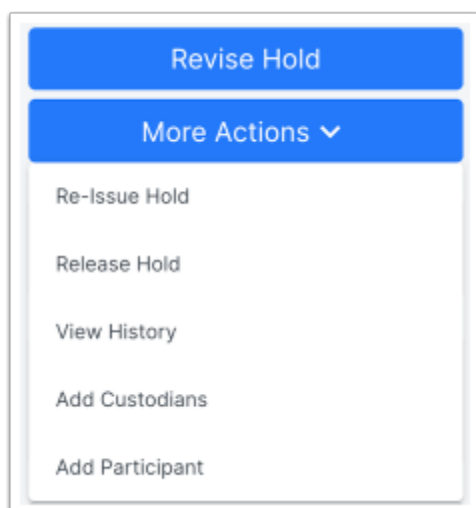 Revise Hold
More Actions
Re-Issue Hold
Release Hold
View History
Add Custodians
Add Participant